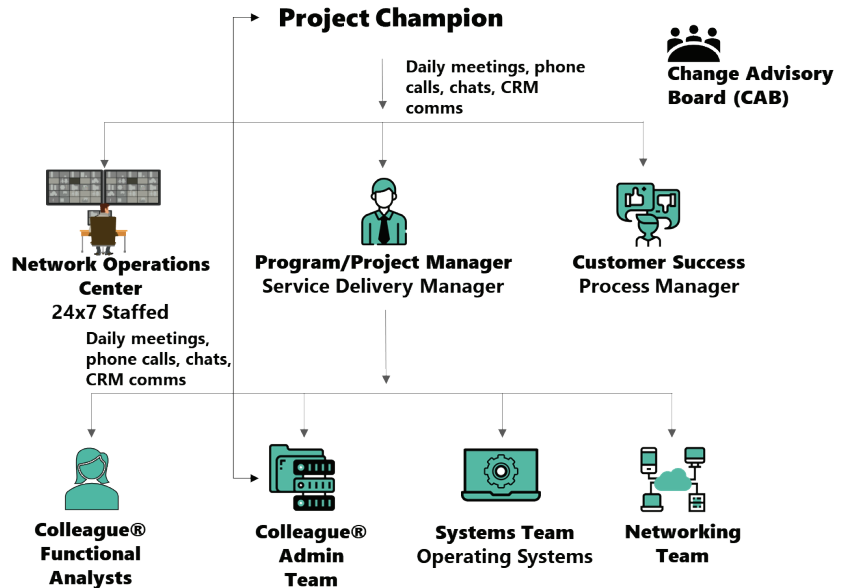 Project Champion
Daily meetings, phone
calls, chats, CRM
comms
Change Advisory
Board (CAB)
Network Operations
Center
24x7 Staffed
Program/Project Manager
Service Delivery Manager
Customer Success
Process Manager
Daily meetings,
phone calls, chats,
CRM comms
Colleague®
Functional
Analysts
Colleague®
Admin
Team
Systems Team
Operating Systems
Networking
Team